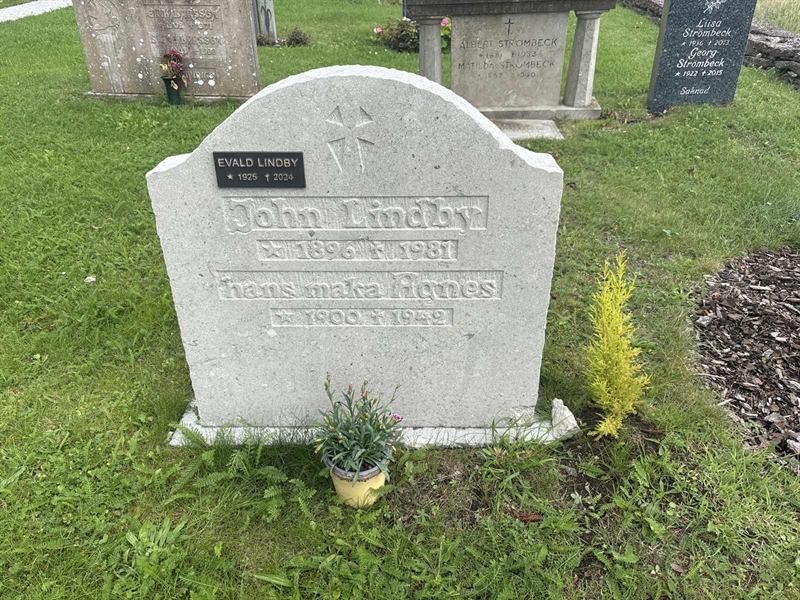 EVALD LINDBY
★ 1925 † 2024
John Lindby
★ 1896 † 1981
hans maka Agnes
★ 1900 † 1942
ALBERT STRÖMBECK
MATILDA STRÖMBECK
Liisa
Strömbeck
★ 1936 † 2013
Georg
Strömbeck
★ 1922 † 2015
Saknad